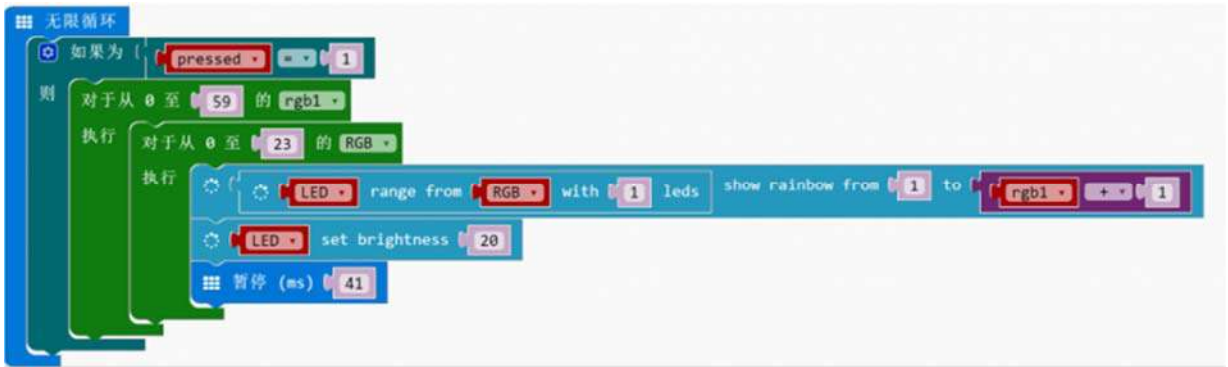 无限循环
如果为 pressed = 1
则 对于从 0 至 59 的 rgb1
执行 对于从 0 至 23 的 RGB
执行 LED range from RGB with 1 leds show rainbow from 1 to rgb1 + 1
LED set brightness 20
暂停 (ms) 41